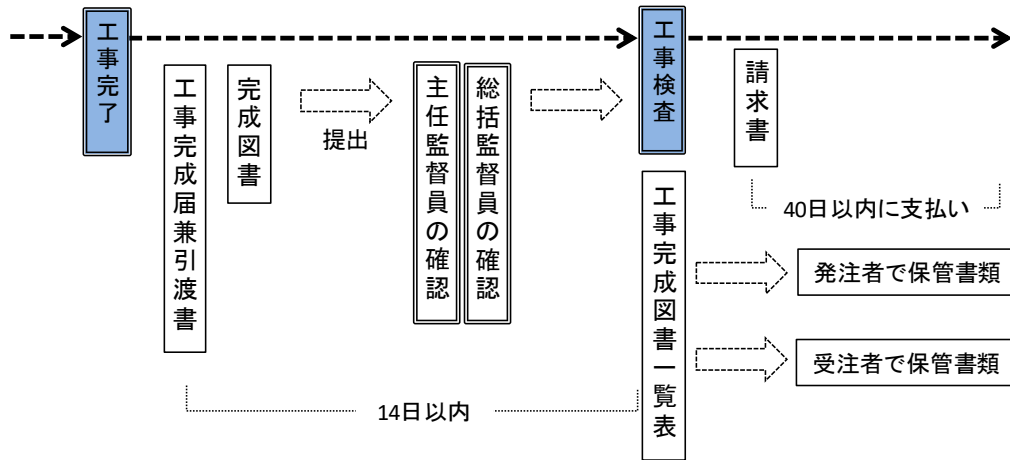 工事完了
工事完成届兼引渡書
完成図書
提出
主任監督員の確認
総括監督員の確認
工事検査
請求書
40日以内に支払い
工事完成図書一覧表
発注者で保管書類
受注者で保管書類
14日以内